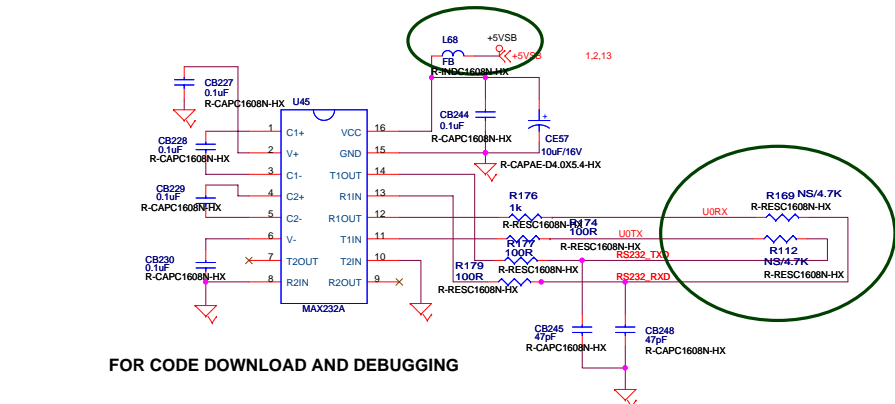 +5VSB
L68
+5VSB
1,2,13
FB
R-INDC1608N-HX
CB227
0.1uF
R-CAPC1608N-HX
U45
CB244
0.1uF
R-CAPC1608N-HX
CE57
10uF/16V
R-CAPAE-D4.0X5.4-HX
CB228
0.1uF
R-CAPC1608N-HX
CB229
0.1uF
R-CAPC1608N-HX
CB230
0.1uF
R-CAPC1608N-HX
1 C1+ VCC 16
2 V+ GND 15
3 C1- T1OUT 14
4 C2+ R1IN 13
5 C2- R1OUT 12
6 V- T1IN 11
7 T2OUT T2IN 10
8 R2IN R2OUT 9
MAX232A
R176
1k
R-RESC1608N-HX
R174
100R
R-RESC1608N-HX
R177
100R
R-RESC1608N-HX
R179
100R
R-RESC1608N-HX
U0RX
U0TX
RS232_TXD
RS232_RXD
R169 NS/4.7K
R-RESC1608N-HX
R112
NS/4.7K
R-RESC1608N-HX
CB245
47pF
R-CAPC1608N-HX
CB248
47pF
R-CAPC1608N-HX
FOR CODE DOWNLOAD AND DEBUGGING